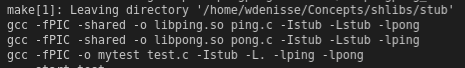 make[1]: Leaving directory '/home/wdenisse/Concepts/shlibs/stub'
gcc -fPIC -shared -o libping.so ping.c -Istub -Lstub -lpong
gcc -fPIC -shared -o libpong.so pong.c -Istub -Lstub -lping
gcc -fPIC -o mytest test.c -Istub -L. -lping -lpong